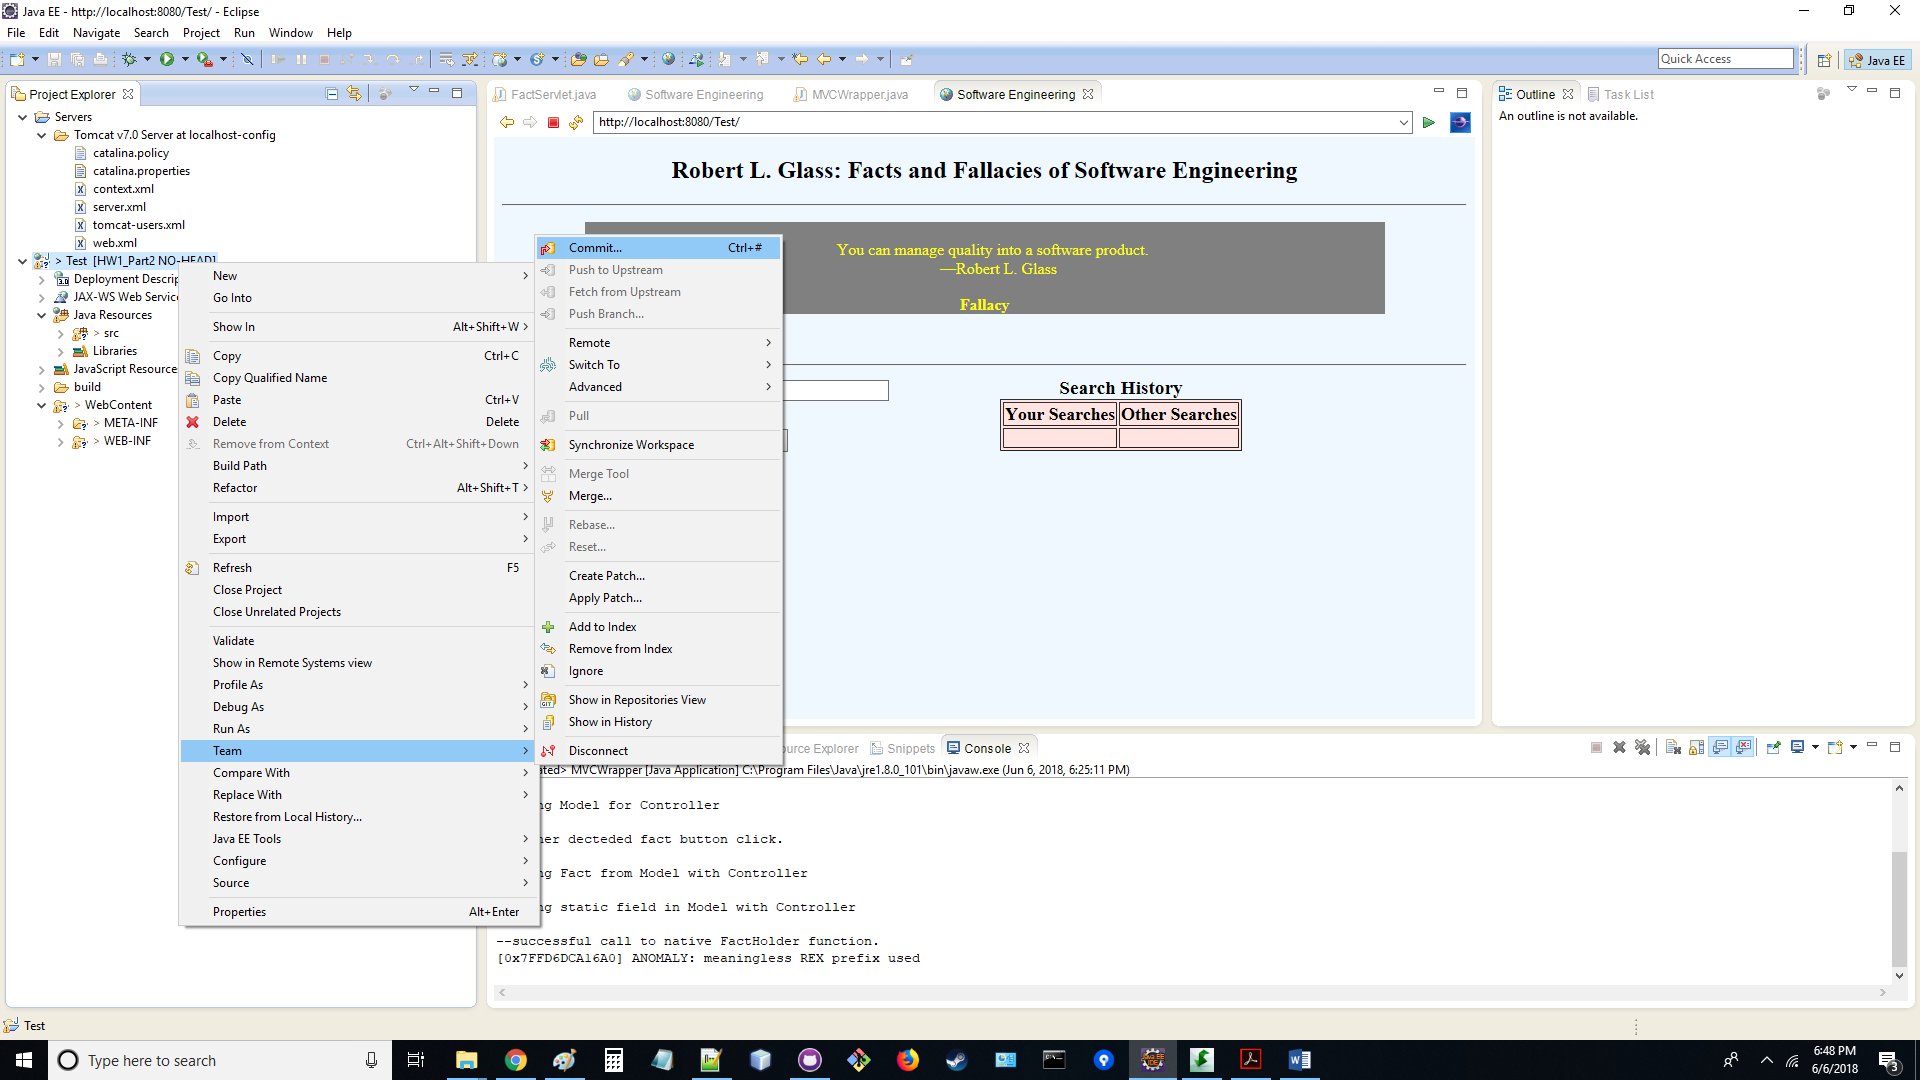 Java EE - http://localhost:8080/Test/ - Eclipse
File Edit Navigate Search Project Run Window Help
Quick Access
Java EE
Project Explorer
Servers
Tomcat v7.0 Server at localhost-config
catalina.policy
catalina.properties
context.xml
server.xml
tomcat-users.xml
web.xml
> Test [HW1_Part2 NO-HEAD]
Deployment Descrip
JAX-WS Web Service
Java Resources
> src
Libraries
JavaScript Resource
build
> WebContent
> META-INF
> WEB-INF
New
Go Into
Show In Alt+Shift+W
Copy Ctrl+C
Copy Qualified Name
Paste Ctrl+V
Delete Delete
Remove from Context Ctrl+Alt+Shift+Down
Build Path
Refactor Alt+Shift+T
Import
Export
Refresh F5
Close Project
Close Unrelated Projects
Validate
Show in Remote Systems view
Profile As
Debug As
Run As
Team
Compare With
Replace With
Restore from Local History...
Java EE Tools
Configure
Source
Properties Alt+Enter
Commit... Ctrl+#
Push to Upstream
Fetch from Upstream
Push Branch...
Remote
Switch To
Advanced
Pull
Synchronize Workspace
Merge Tool
Merge...
Rebase...
Reset...
Create Patch...
Apply Patch...
Add to Index
Remove from Index
Ignore
Show in Repositories View
Show in History
Disconnect
FactServlet.java Software Engineering MVCWrapper.java Software Engineering
http://localhost:8080/Test/
Robert L. Glass: Facts and Fallacies of Software Engineering
You can manage quality into a software product.
—Robert L. Glass
Fallacy
Search History
Your Searches Other Searches
Outline Task List
An outline is not available.
ource Explorer Snippets Console
ated> MVCWrapper [Java Application] C:\Program Files\Java\jre1.8.0_101\bin\javaw.exe (Jun 6, 2018, 6:25:11 PM)
ng Model for Controller
ner decteded fact button click.
ng Fact from Model with Controller
ng static field in Model with Controller
--successful call to native FactHolder function.
[0x7FFD6DCA16A0] ANOMALY: meaningless REX prefix used
Test
Type here to search
6:48 PM
6/6/2018
3